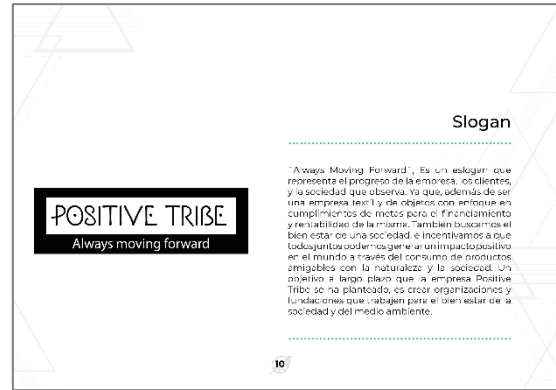 Slogan
POSITIVE TRIBE
Always moving forward
¨Always Moving Forward¨, Es un eslogan que
representa el progreso de la empresa, los clientes,
y la sociedad que observa. Ya que, además de ser
una empresa textil y de objetos con enfoque en
cumplimientos de metas para el financiamiento
y rentabilidad de la misma. También buscamos el
bien estar de una sociedad, e incentivamos a que
todos juntos podemos generar un impacto positivo
en el mundo a través del consumo de productos
amigables con la naturaleza y la sociedad. Un
objetivo a largo plazo que la empresa Positive
Tribe se ha planteado, es crear organizaciones y
fundaciones que trabajen para el bien estar de la
sociedad y del medio ambiente.
10